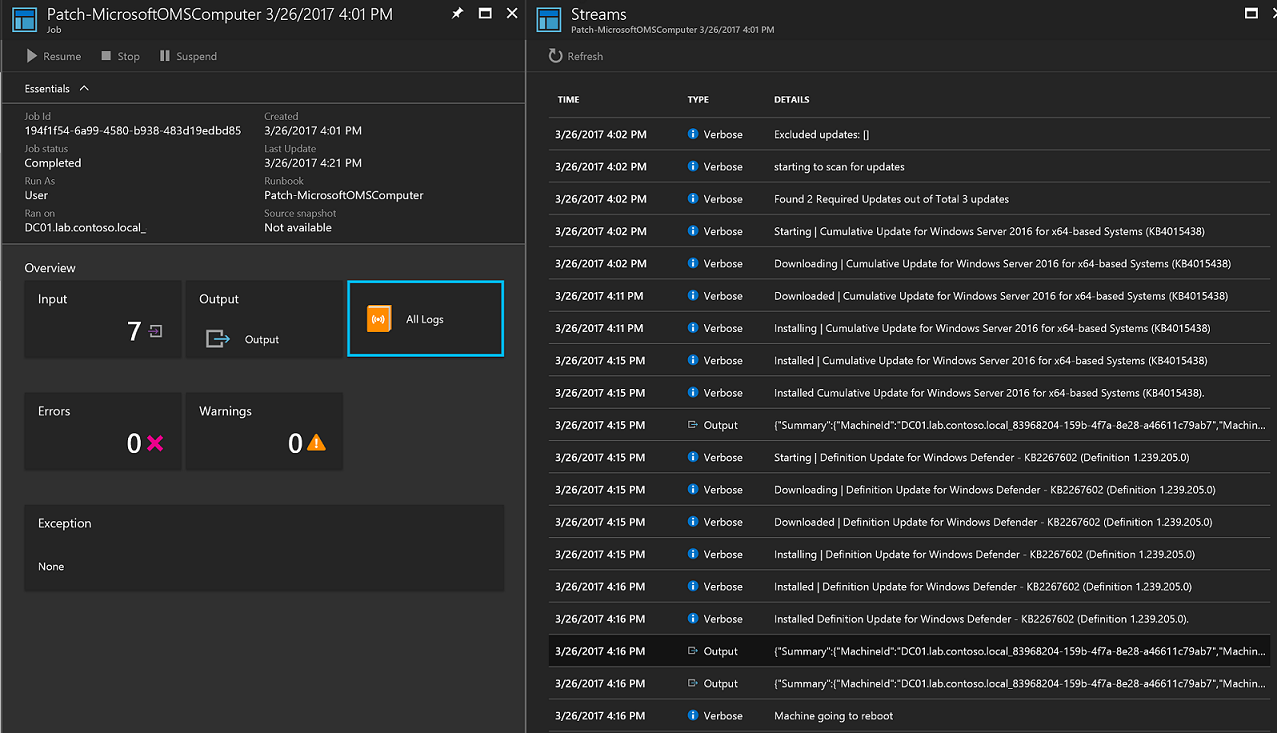 Patch-MicrosoftOMSComputer 3/26/2017 4:01 PM
Job
Resume Stop Suspend
Essentials
Job Id
194f1f54-6a99-4580-b938-483d19edbd85
Created
3/26/2017 4:01 PM
Job status
Completed
Last Update
3/26/2017 4:21 PM
Run As
User
Runbook
Patch-MicrosoftOMSComputer
Ran on
DC01.lab.contoso.local_
Source snapshot
Not available
Overview
Input
7
Output
Output
All Logs
Errors
0
Warnings
0
Exception
None
Streams
Patch-MicrosoftOMSComputer 3/26/2017 4:01 PM
Refresh
TIME TYPE DETAILS
3/26/2017 4:02 PM Verbose Excluded updates: []
3/26/2017 4:02 PM Verbose starting to scan for updates
3/26/2017 4:02 PM Verbose Found 2 Required Updates out of Total 3 updates
3/26/2017 4:02 PM Verbose Starting | Cumulative Update for Windows Server 2016 for x64-based Systems (KB4015438)
3/26/2017 4:02 PM Verbose Downloading | Cumulative Update for Windows Server 2016 for x64-based Systems (KB4015438)
3/26/2017 4:11 PM Verbose Downloaded | Cumulative Update for Windows Server 2016 for x64-based Systems (KB4015438)
3/26/2017 4:11 PM Verbose Installing | Cumulative Update for Windows Server 2016 for x64-based Systems (KB4015438)
3/26/2017 4:15 PM Verbose Installed | Cumulative Update for Windows Server 2016 for x64-based Systems (KB4015438)
3/26/2017 4:15 PM Verbose Installed Cumulative Update for Windows Server 2016 for x64-based Systems (KB4015438).
3/26/2017 4:15 PM Output {"Summary":{"MachineId":"DC01.lab.contoso.local_83968204-159b-4f7a-8e28-a46611c79ab7","Machin...
3/26/2017 4:15 PM Verbose Starting | Definition Update for Windows Defender - KB2267602 (Definition 1.239.205.0)
3/26/2017 4:15 PM Verbose Downloading | Definition Update for Windows Defender - KB2267602 (Definition 1.239.205.0)
3/26/2017 4:15 PM Verbose Downloaded | Definition Update for Windows Defender - KB2267602 (Definition 1.239.205.0)
3/26/2017 4:15 PM Verbose Installing | Definition Update for Windows Defender - KB2267602 (Definition 1.239.205.0)
3/26/2017 4:16 PM Verbose Installed | Definition Update for Windows Defender - KB2267602 (Definition 1.239.205.0)
3/26/2017 4:16 PM Verbose Installed Definition Update for Windows Defender - KB2267602 (Definition 1.239.205.0).
3/26/2017 4:16 PM Output {"Summary":{"MachineId":"DC01.lab.contoso.local_83968204-159b-4f7a-8e28-a46611c79ab7","Machin...
3/26/2017 4:16 PM Output {"Summary":{"MachineId":"DC01.lab.contoso.local_83968204-159b-4f7a-8e28-a46611c79ab7","Machin...
3/26/2017 4:16 PM Verbose Machine going to reboot